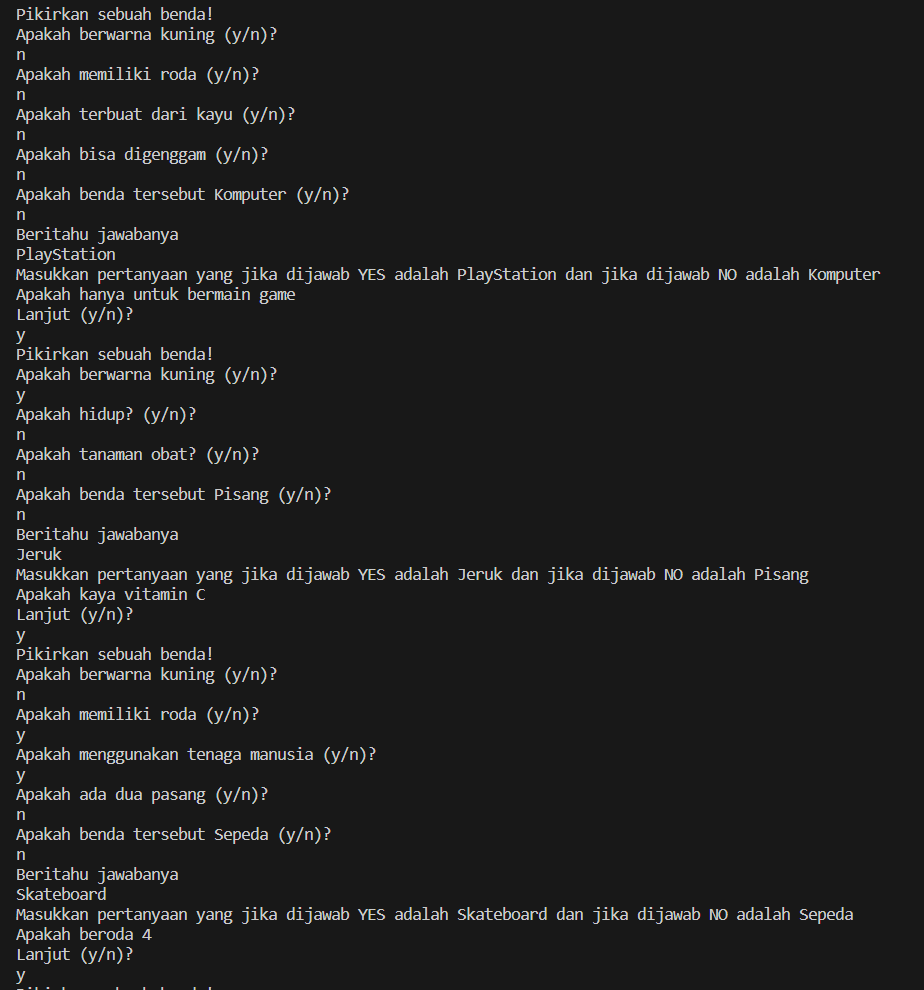 Pikirkan sebuah benda!
Apakah berwarna kuning (y/n)?
n
Apakah memiliki roda (y/n)?
n
Apakah terbuat dari kayu (y/n)?
n
Apakah bisa digenggam (y/n)?
n
Apakah benda tersebut Komputer (y/n)?
n
Beritahu jawabanya
PlayStation
Masukkan pertanyaan yang jika dijawab YES adalah PlayStation dan jika dijawab NO adalah Komputer
Apakah hanya untuk bermain game
Lanjut (y/n)?
y
Pikirkan sebuah benda!
Apakah berwarna kuning (y/n)?
y
Apakah hidup? (y/n)?
n
Apakah tanaman obat? (y/n)?
n
Apakah benda tersebut Pisang (y/n)?
n
Beritahu jawabanya
Jeruk
Masukkan pertanyaan yang jika dijawab YES adalah Jeruk dan jika dijawab NO adalah Pisang
Apakah kaya vitamin C
Lanjut (y/n)?
y
Pikirkan sebuah benda!
Apakah berwarna kuning (y/n)?
n
Apakah memiliki roda (y/n)?
y
Apakah menggunakan tenaga manusia (y/n)?
y
Apakah ada dua pasang (y/n)?
n
Apakah benda tersebut Sepeda (y/n)?
n
Beritahu jawabanya
Skateboard
Masukkan pertanyaan yang jika dijawab YES adalah Skateboard dan jika dijawab NO adalah Sepeda
Apakah beroda 4
Lanjut (y/n)?
y